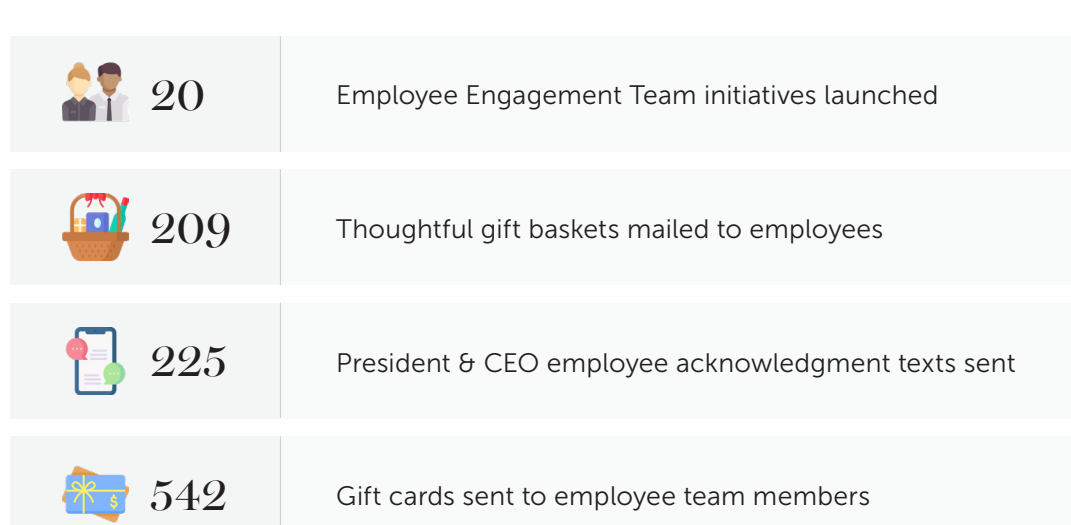 20 Employee Engagement Team initiatives launched
209 Thoughtful gift baskets mailed to employees
225 President & CEO employee acknowledgment texts sent
542 Gift cards sent to employee team members
$